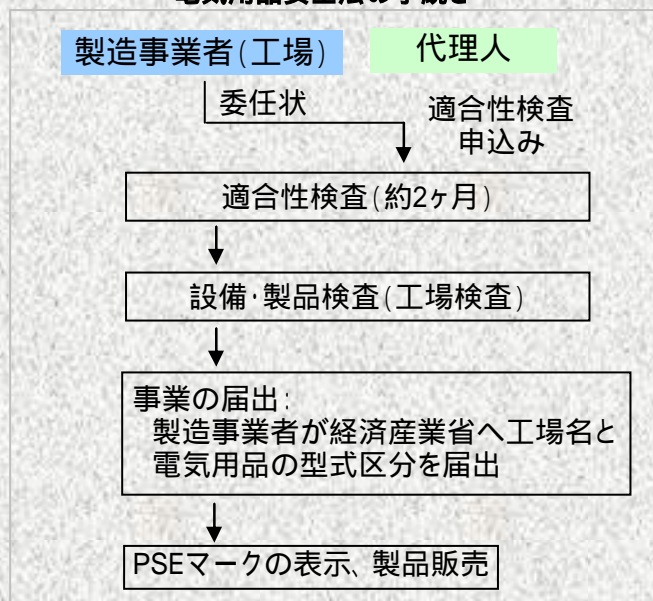 製造事業者(工場)
代理人
委任状
適合性検査
申込み
適合性検査(約2ヶ月)
設備・製品検査(工場検査)
事業の届出:
製造事業者が経済産業省へ工場名と
電気用品の型式区分を届出
PSEマークの表示、製品販売